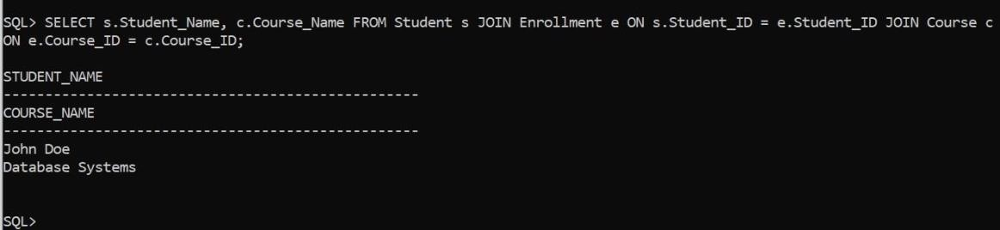 SQL> SELECT s.Student_Name, c.Course_Name FROM Student s JOIN Enrollment e ON s.Student_ID = e.Student_ID JOIN Course c
ON e.Course_ID = c.Course_ID;
STUDENT_NAME
--------------------------------------------------
COURSE_NAME
--------------------------------------------------
John Doe
Database Systems
SQL>